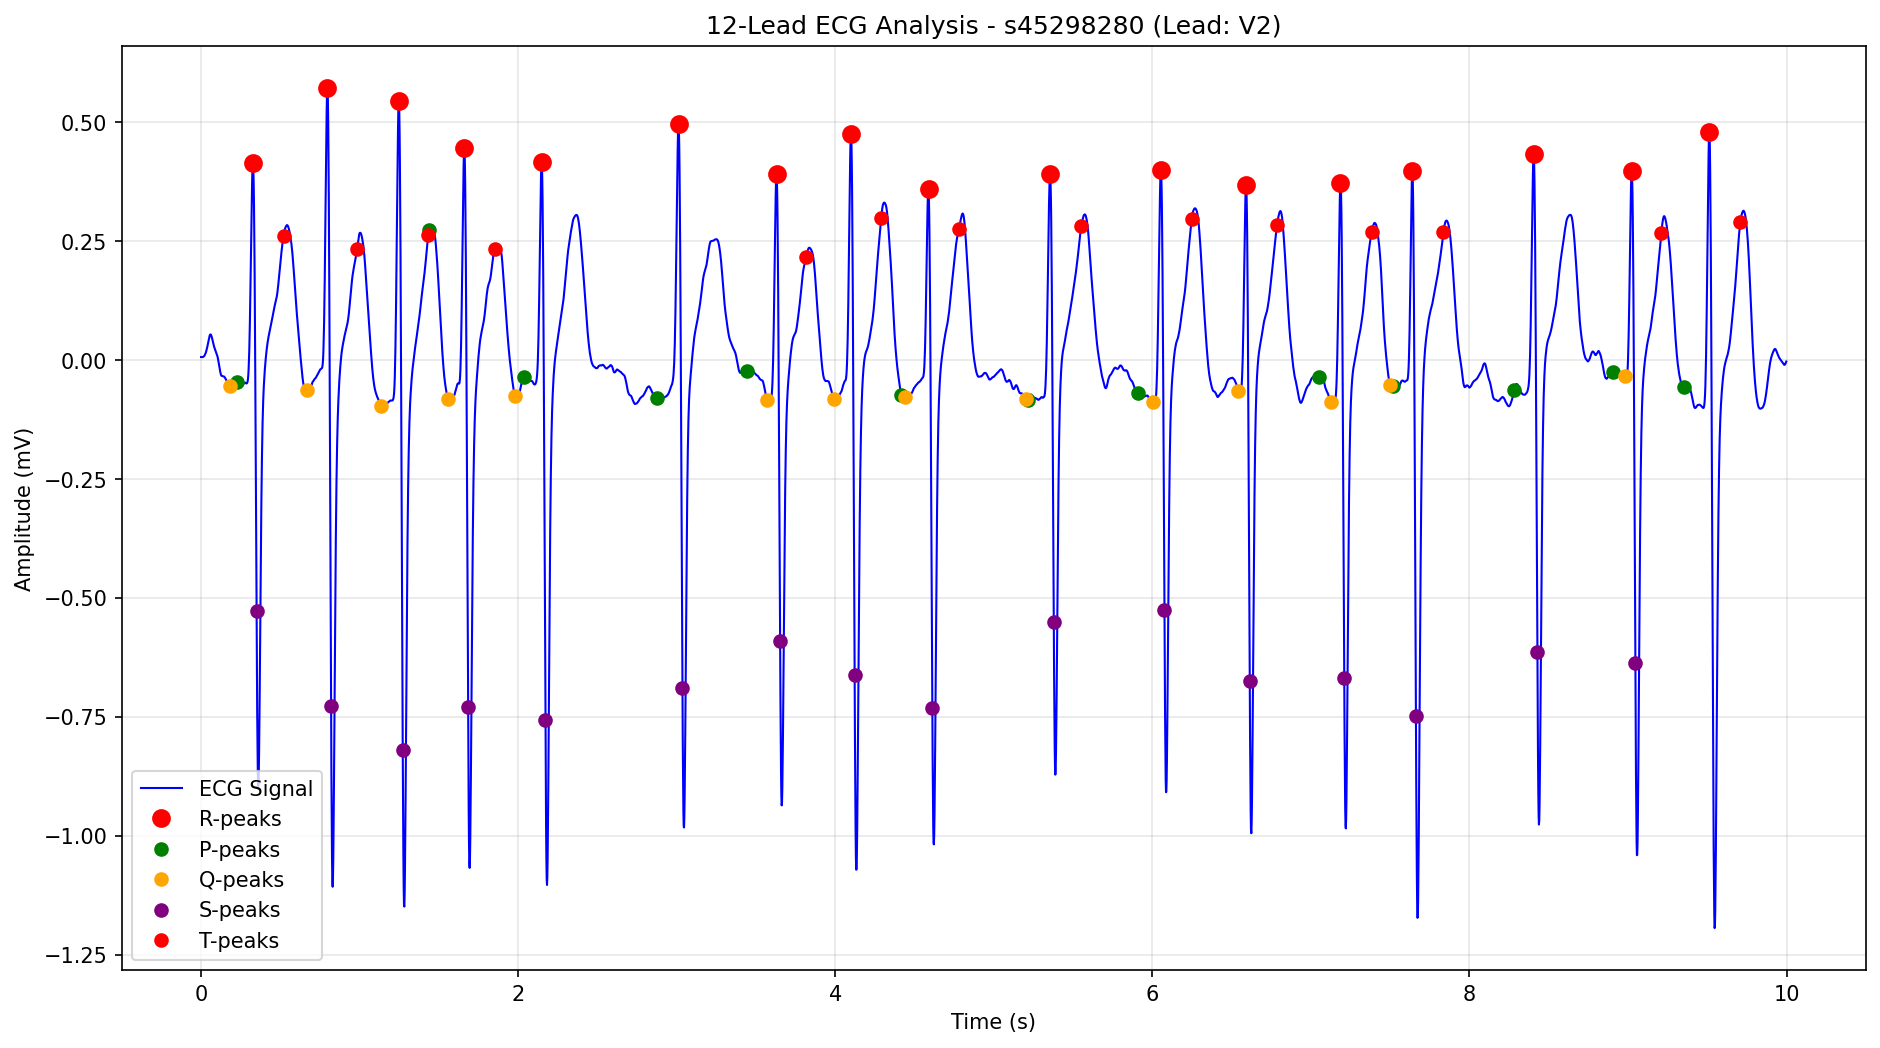 12-Lead ECG Analysis - s45298280 (Lead: V2)
Amplitude (mV)
0.50
0.25
0.00
−0.25
−0.50
−0.75
−1.00
−1.25
ECG Signal
R-peaks
P-peaks
Q-peaks
S-peaks
T-peaks
0 2 4 6 8 10
Time (s)